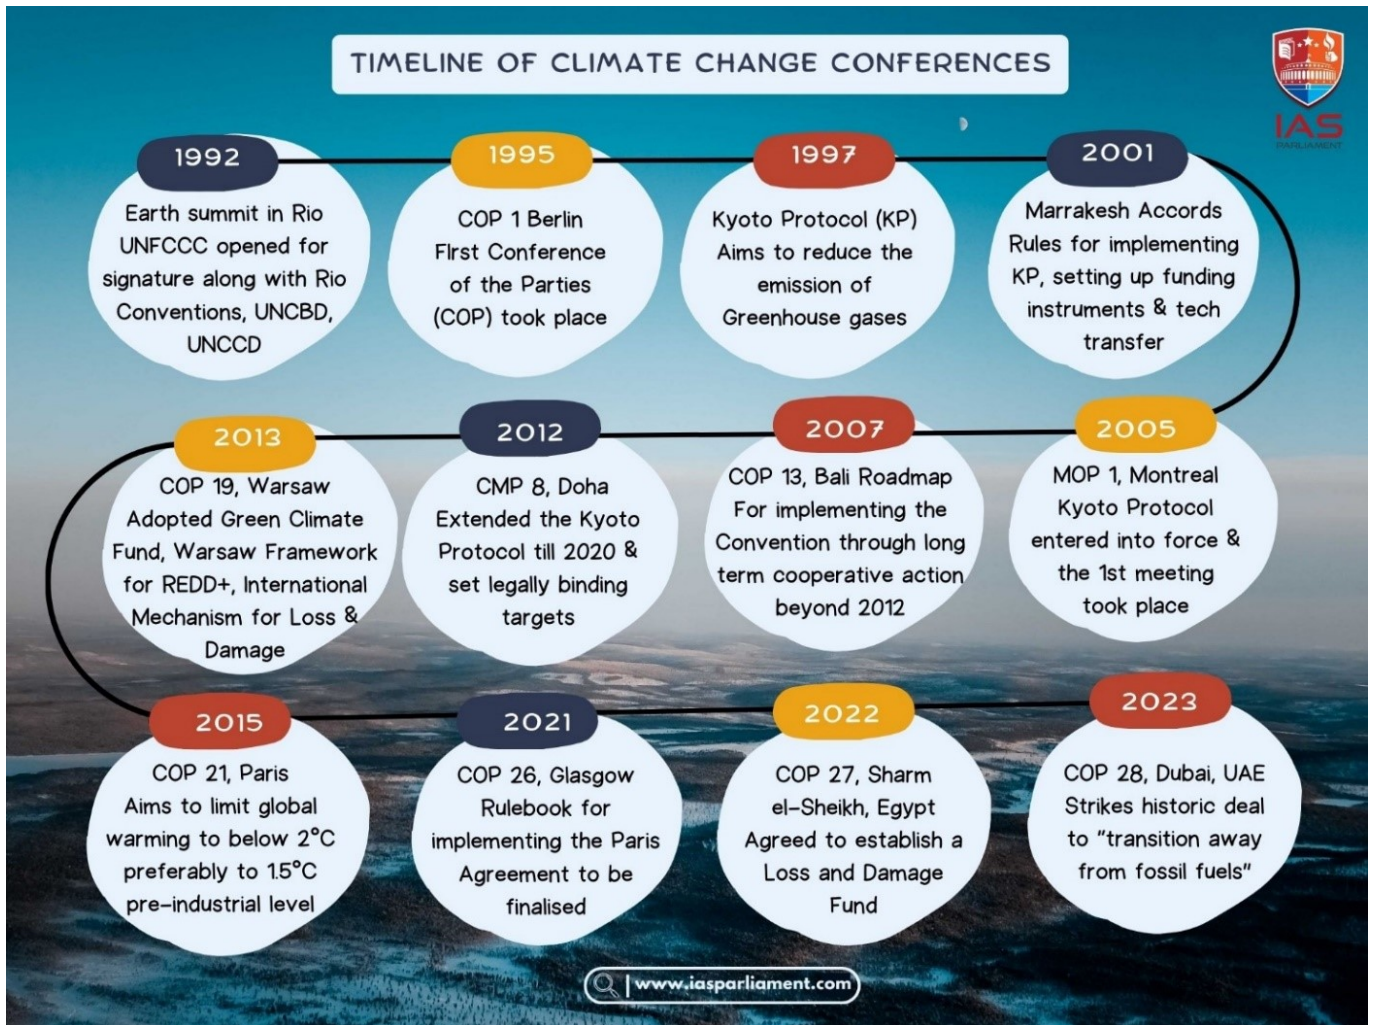 TIMELINE OF CLIMATE CHANGE CONFERENCES
IAS
PARLIAMENT
1992
Earth summit in Rio
UNFCCC opened for
signature along with Rio
Conventions, UNCBD,
UNCCD
1995
COP 1 Berlin
FIrst Conference
of the Parties
(COP) took place
1997
Kyoto Protocol (KP)
Aims to reduce the
emission of
Greenhouse gases
2001
Marrakesh Accords
Rules for implementing
KP, setting up funding
instruments & tech
transfer
2005
MOP 1, Montreal
Kyoto Protocol
entered into force &
the 1st meeting
took place
2007
COP 13, Bali Roadmap
For implementing the
Convention through long
term cooperative action
beyond 2012
2012
CMP 8, Doha
Extended the Kyoto
Protocol till 2020 &
set legally binding
targets
2013
COP 19, Warsaw
Adopted Green Climate
Fund, Warsaw Framework
for REDD+, International
Mechanism for Loss &
Damage
2015
COP 21, Paris
Aims to limit global
warming to below 2°C
preferably to 1.5°C
pre-industrial level
2021
COP 26, Glasgow
Rulebook for
implementing the Paris
Agreement to be
finalised
2022
COP 27, Sharm
el-Sheikh, Egypt
Agreed to establish a
Loss and Damage
Fund
2023
COP 28, Dubai, UAE
Strikes historic deal
to "transition away
from fossil fuels"
www.iasparliament.com